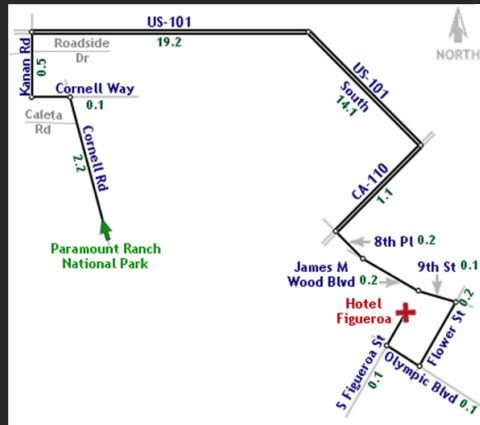 US-101
19.2
NORTH
Kanan Rd
0.5
Roadside
Dr
Cornell Way
0.1
Caleta
Rd
Cornell Rd
2.2
Paramount Ranch
National Park
US-101
South
14.1
CA-110
1.1
8th Pl 0.2
James M
Wood Blvd 0.2
9th St 0.1
0.2
Flower St
Hotel
Figueroa
S Figueroa St
0.1
Olympic Blvd 0.1